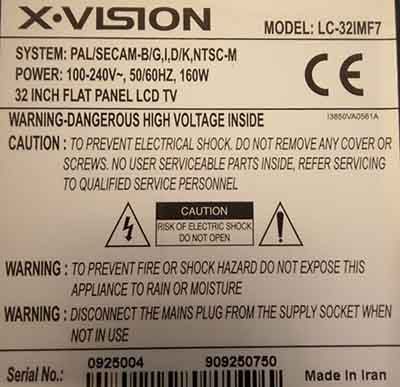 X·VISION MODEL: LC-32IMF7
SYSTEM: PAL/SECAM-B/G,I,D/K,NTSC-M
POWER: 100-240V~, 50/60HZ, 160W
32 INCH FLAT PANEL LCD TV
CE
WARNING-DANGEROUS HIGH VOLTAGE INSIDE I3850VA0561A
CAUTION : TO PREVENT ELECTRICAL SHOCK. DO NOT REMOVE ANY COVER OR
SCREWS. NO USER SERVICEABLE PARTS INSIDE, REFER SERVICING
TO QUALIFIED SERVICE PERSONNEL
CAUTION
RISK OF ELECTRIC SHOCK
DO NOT OPEN
WARNING : TO PREVENT FIRE OR SHOCK HAZARD DO NOT EXPOSE THIS
APPLIANCE TO RAIN OR MOISTURE
WARNING : DISCONNECT THE MAINS PLUG FROM THE SUPPLY SOCKET WHEN
NOT IN USE
Serial No.: 0925004 909250750 Made In Iran